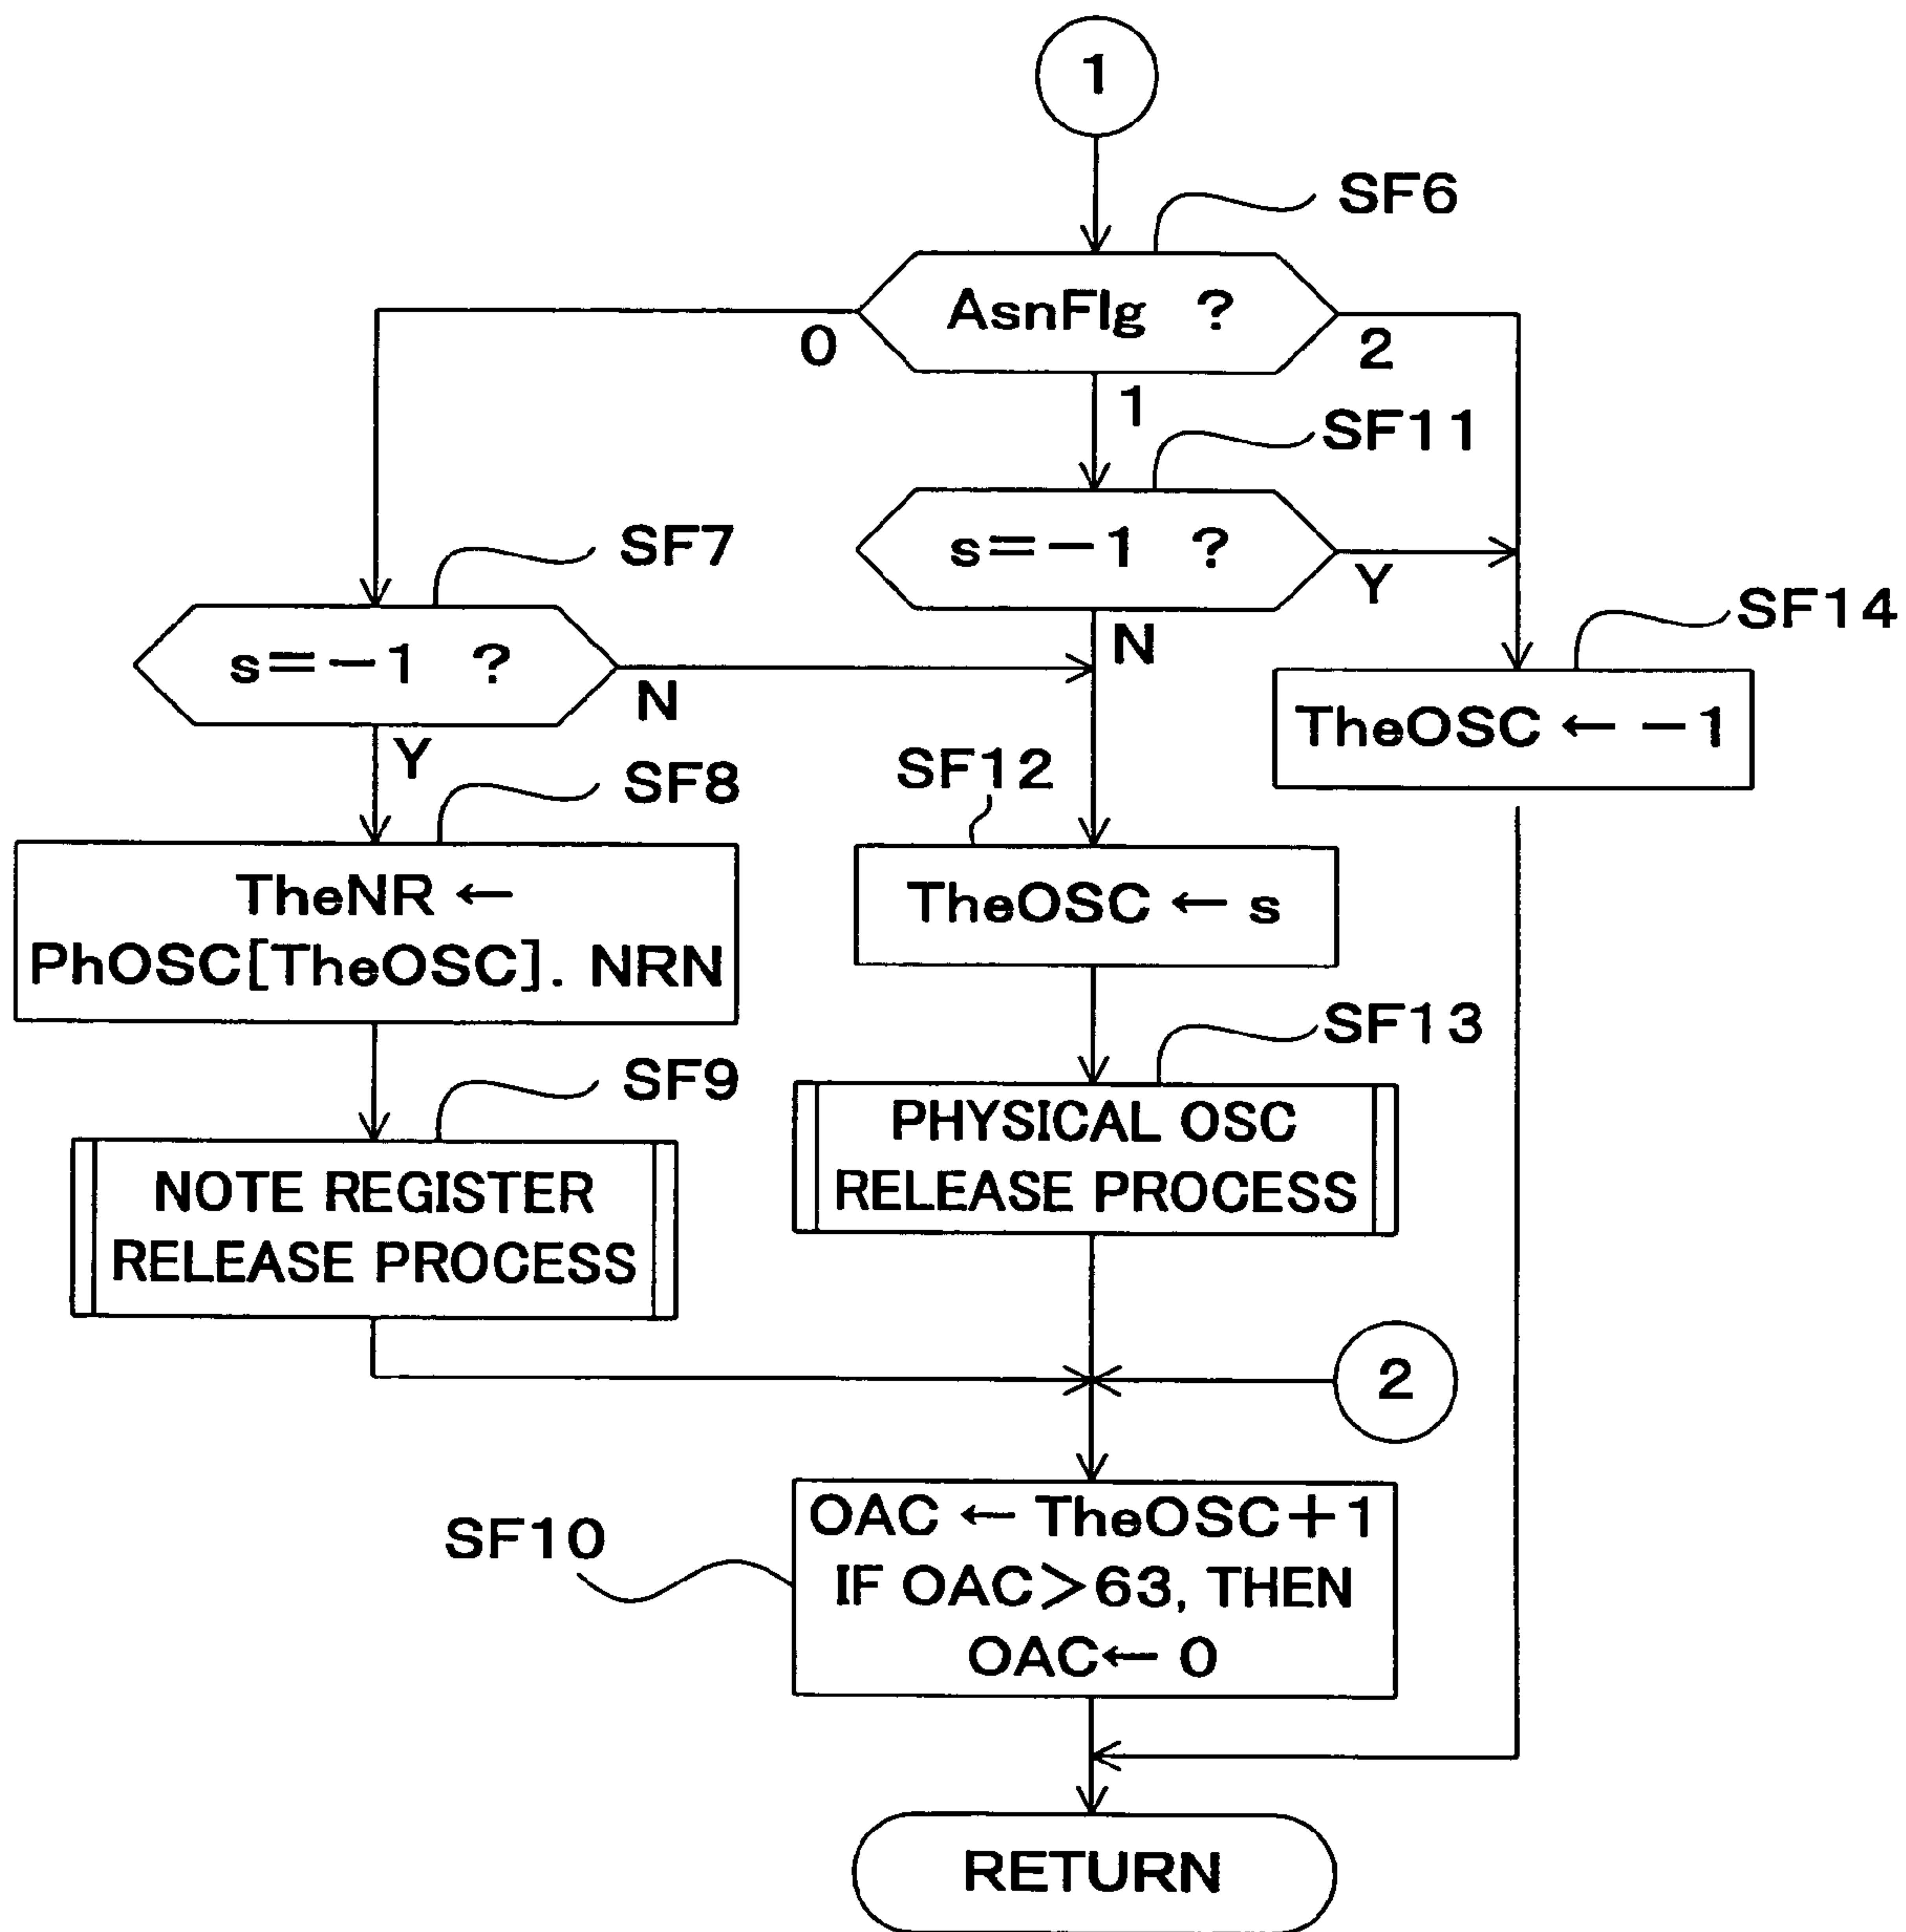 1
SF6
AsnFlg ?
0
2
1
SF11
s=-1 ?
Y
N
SF7
s=-1 ?
N
Y
SF14
TheOSC ← -1
SF8
TheNR ←
PhOSC[TheOSC]. NRN
SF12
TheOSC ← s
SF9
NOTE REGISTER
RELEASE PROCESS
SF13
PHYSICAL OSC
RELEASE PROCESS
2
SF10
OAC ← TheOSC+1
IF OAC>63, THEN
OAC← 0
RETURN